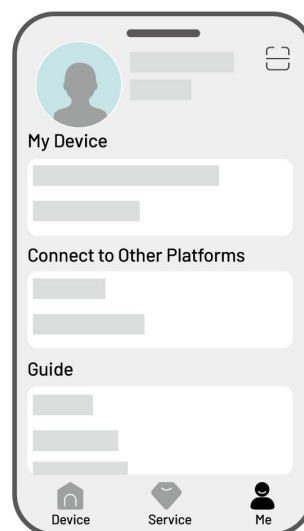 My Device
Connect to Other Platforms
Guide
Device
Service
Me